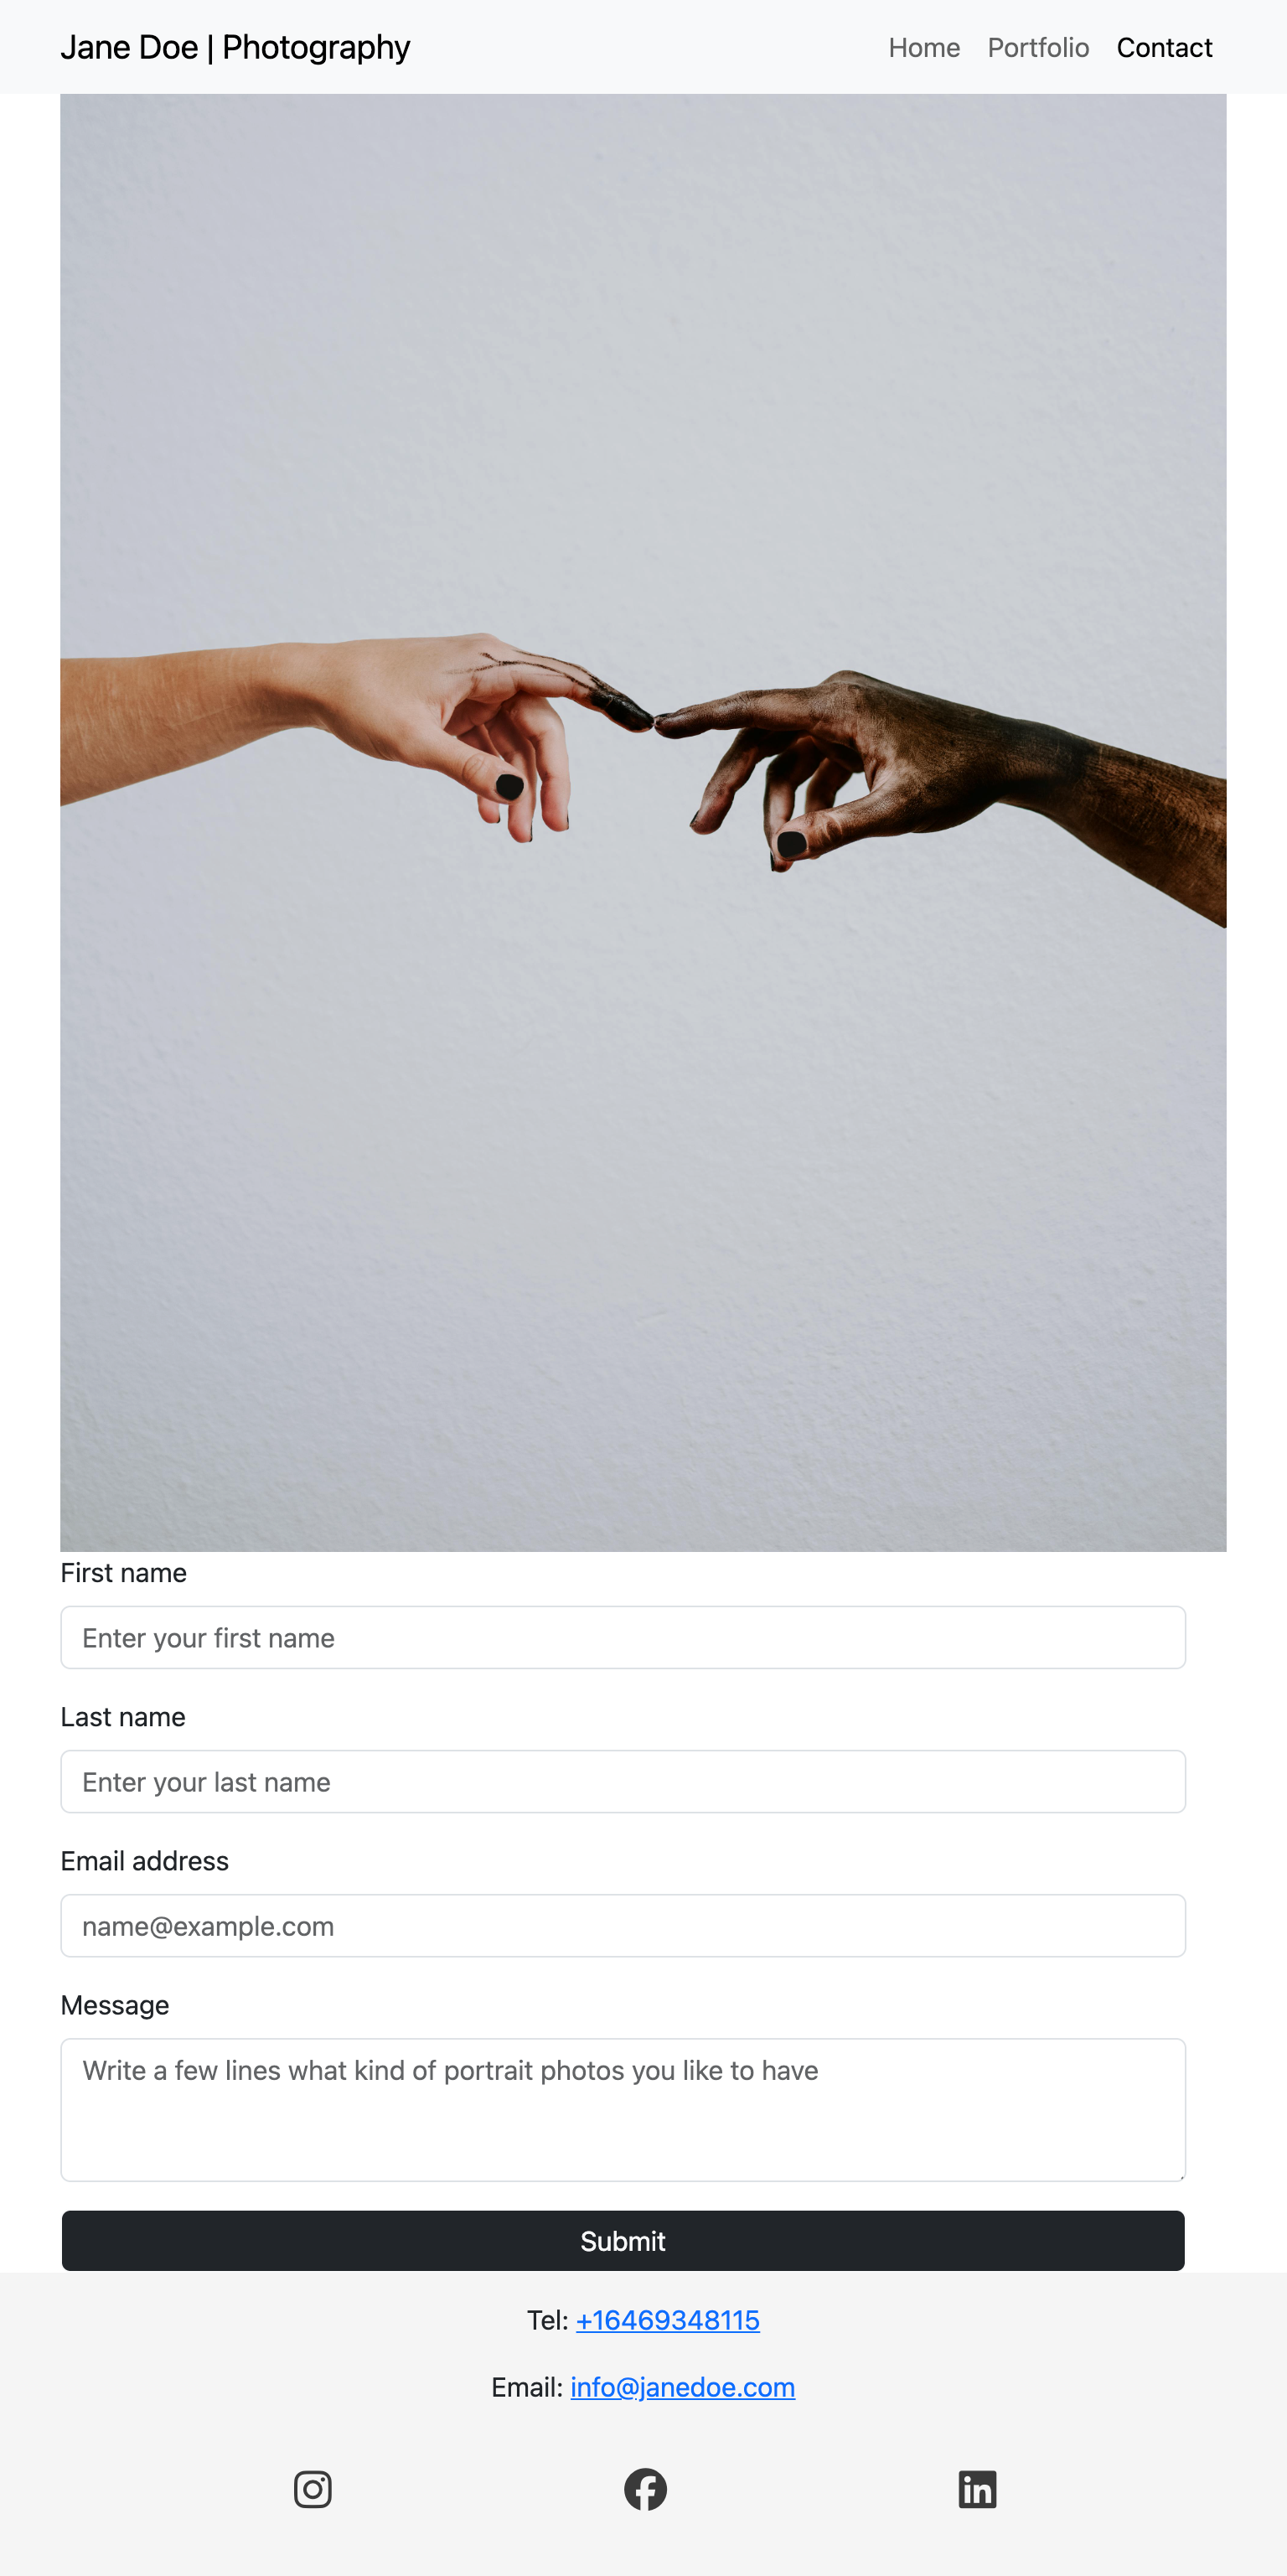 Jane Doe | Photography
Home Portfolio Contact
First name
Enter your first name
Last name
Enter your last name
Email address
name@example.com
Message
Write a few lines what kind of portrait photos you like to have
Submit
Tel: +16469348115
Email: info@janedoe.com